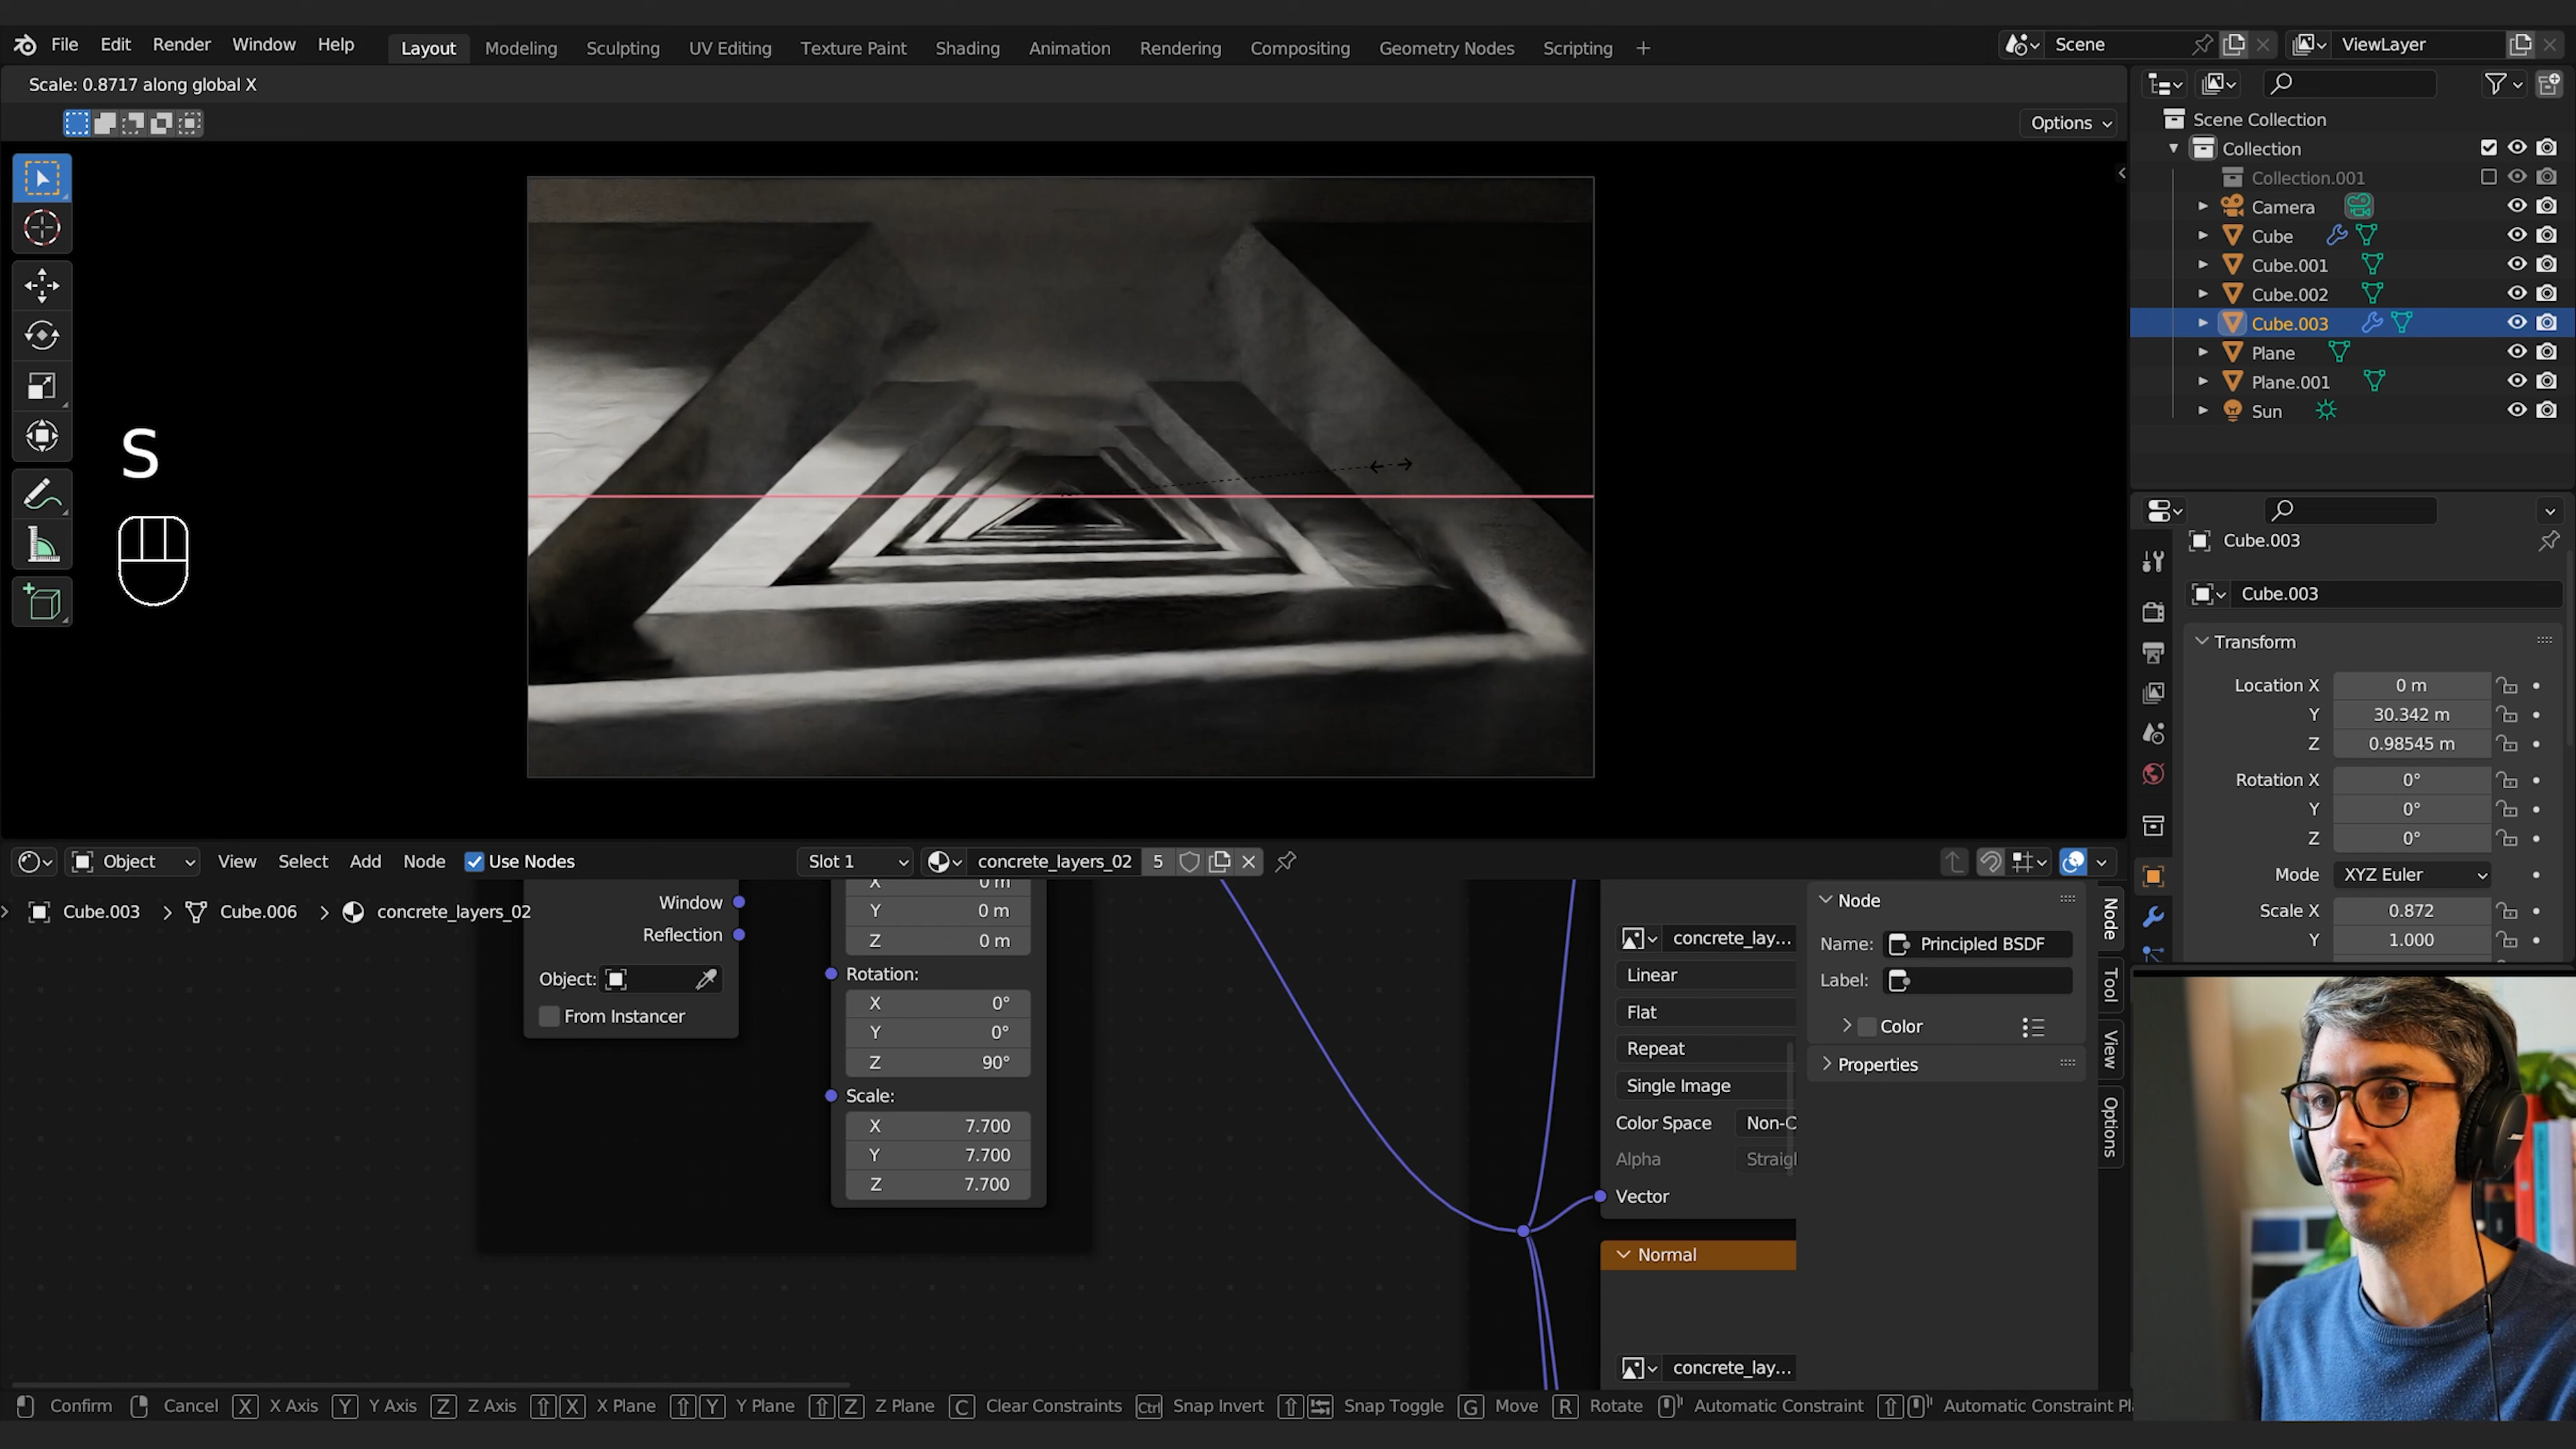 File Edit Render Window Help Layout Modeling Sculpting UV Editing Texture Paint Shading Animation Rendering Compositing Geometry Nodes Scripting + Scene ViewLayer
Scale: 0.8717 along global X
Options
Scene Collection
Collection
Collection.001
Camera
Cube
Cube.001
Cube.002
Cube.003
Plane
Plane.001
Sun
S
Cube.003
Cube.003
Transform
Location X 0 m
Y 30.342 m
Z 0.98545 m
Rotation X 0°
Y 0°
Z 0°
Mode XYZ Euler
Scale X 0.872
Y 1.000
Object View Select Add Node Use Nodes Slot 1 concrete_layers_02 5
Cube.003 > Cube.006 > concrete_layers_02
Window
Reflection
Object:
From Instancer
X 0 m
Y 0 m
Z 0 m
Rotation:
X 0°
Y 0°
Z 90°
Scale:
X 7.700
Y 7.700
Z 7.700
concrete_lay...
Linear
Flat
Repeat
Single Image
Color Space Non-C
Alpha Straigl
Vector
Normal
concrete_lay...
Node
Name: Principled BSDF
Label:
Color
Properties
Node
Tool
View
Options
Confirm Cancel X X Axis Y Y Axis Z Z Axis X X Plane Y Y Plane Z Z Plane C Clear Constraints Ctrl Snap Invert Snap Toggle G Move R Rotate Automatic Constraint Automatic Constraint Pl